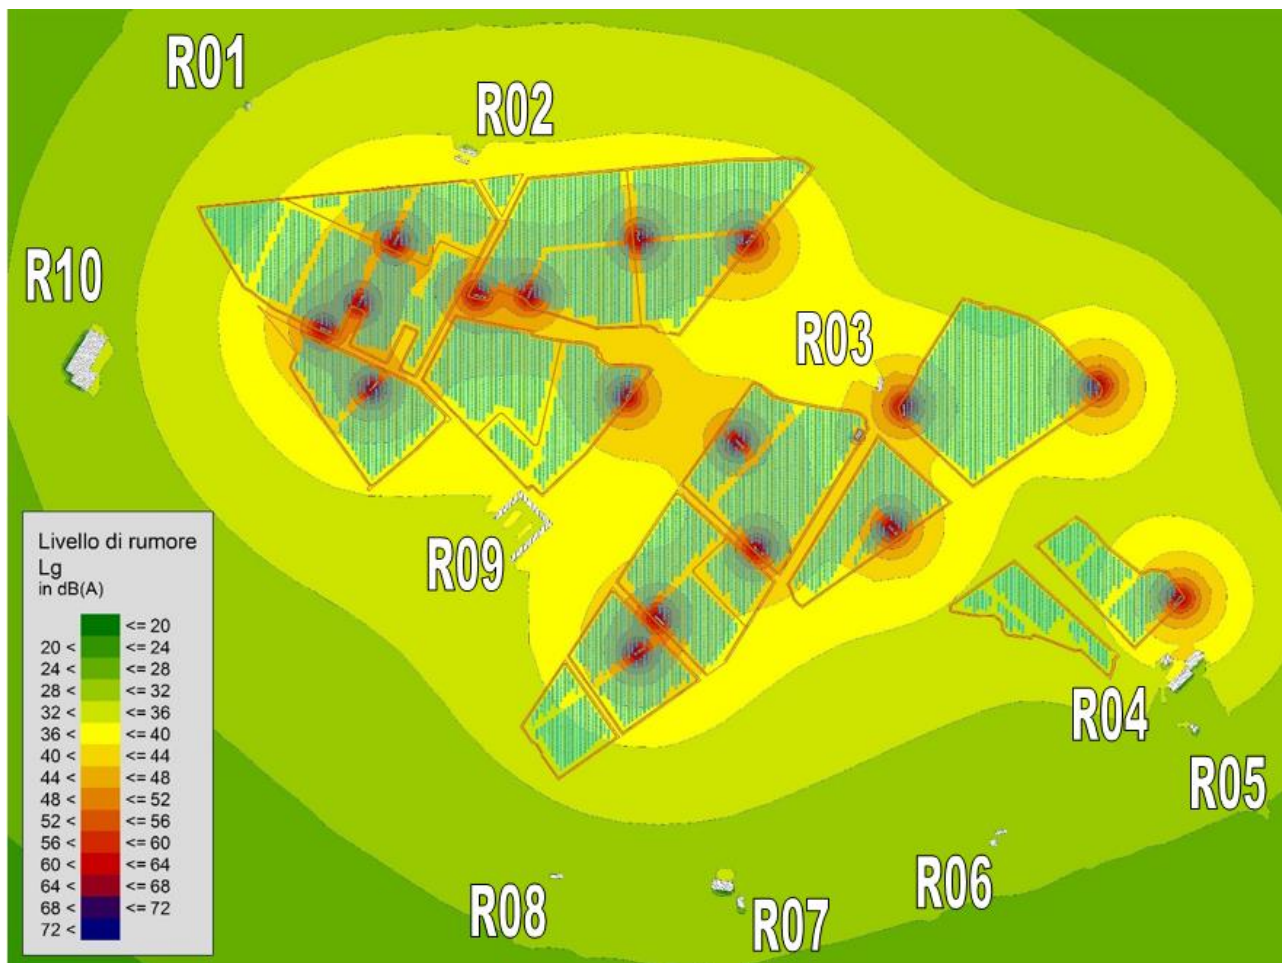 R01
R02
R10
R03
R09
R04
R05
R06
R08
R07
Livello di rumore
Lg
in dB(A)
<= 20
20 < <= 24
24 < <= 28
28 < <= 32
32 < <= 36
36 < <= 40
40 < <= 44
44 < <= 48
48 < <= 52
52 < <= 56
56 < <= 60
60 < <= 64
64 < <= 68
68 < <= 72
72 <